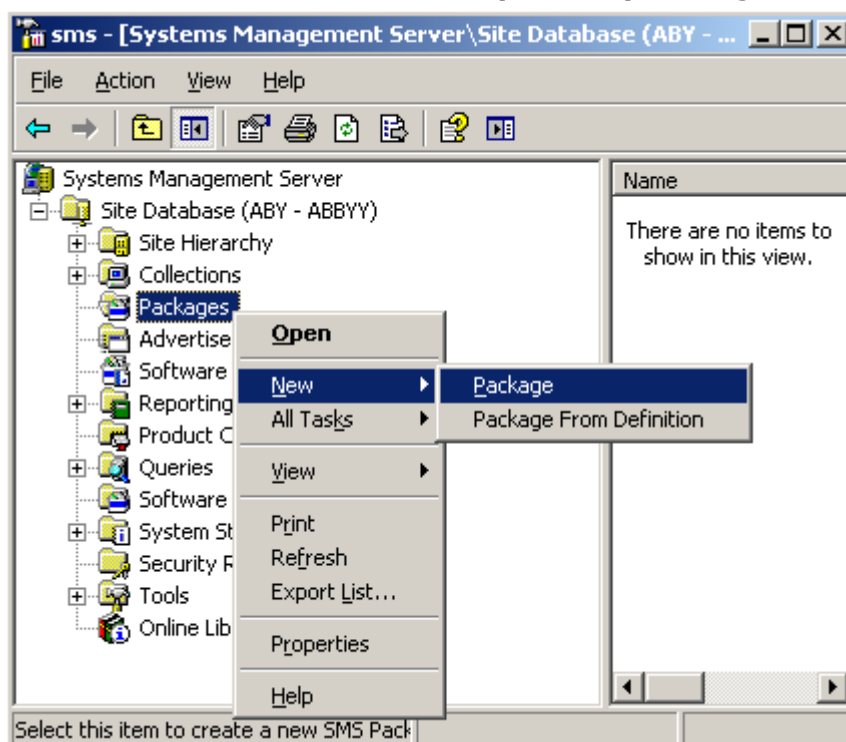 sms - [Systems Management Server\Site Database (ABY - ...
File Action View Help
Systems Management Server
Site Database (ABY - ABBYY)
Site Hierarchy
Collections
Packages
Advertise
Software
Reporting
Product C
Queries
Software
System St
Security R
Tools
Online Lib
Open
New
All Tasks
View
Print
Refresh
Export List...
Properties
Help
Package
Package From Definition
Name
There are no items to
show in this view.
Select this item to create a new SMS Pack